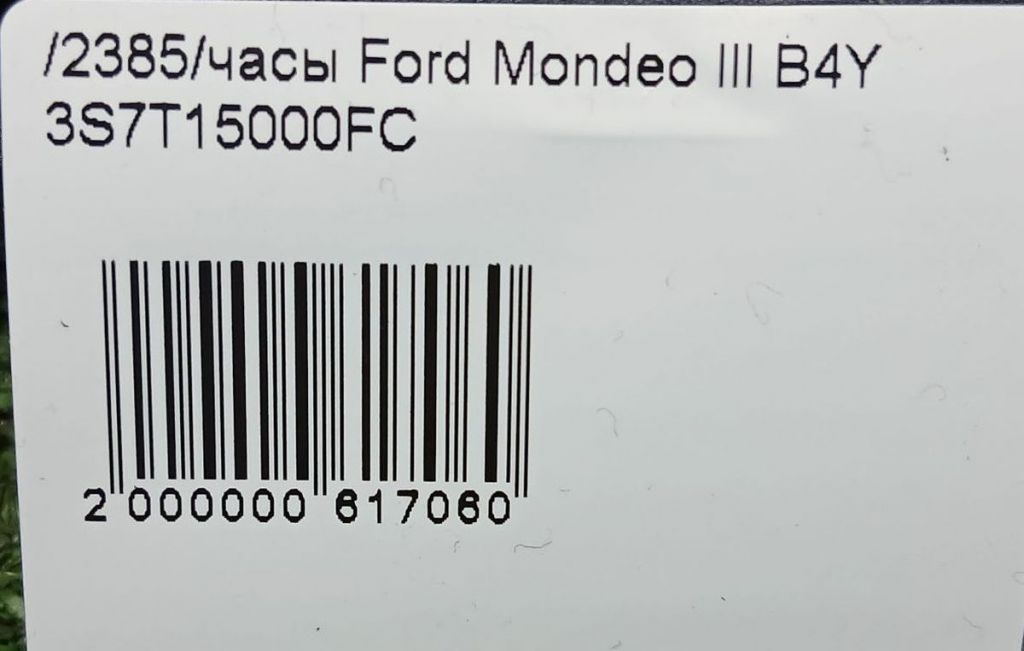 /2385/часы Ford Mondeo III B4Y
3S7T15000FC
2 000000 617060